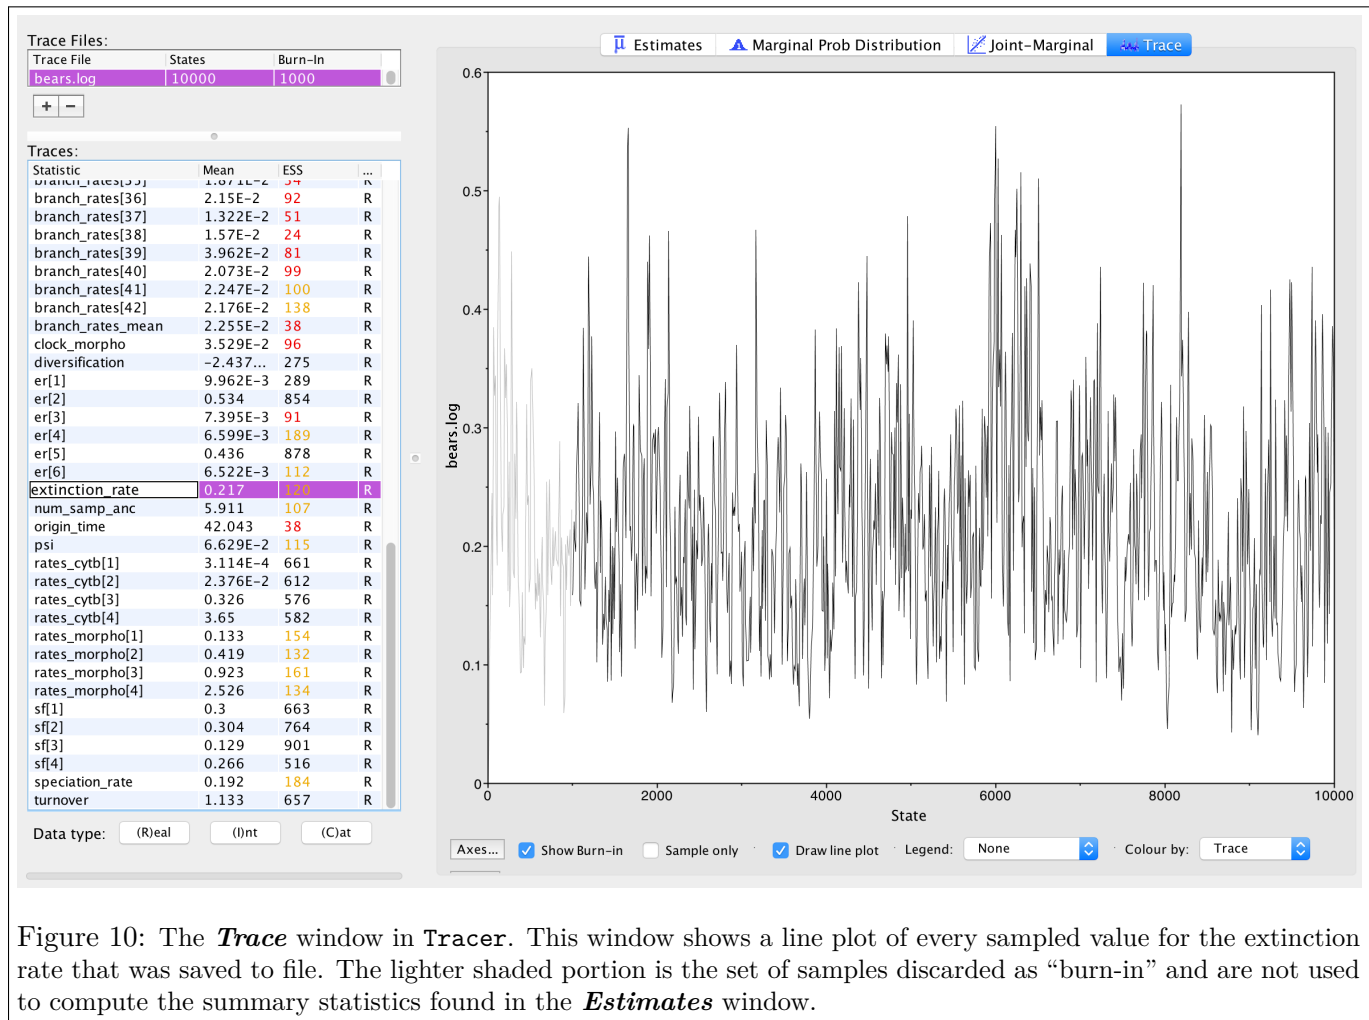 Trace Files:
Trace File States Burn-In
bears.log 10000 1000
+ −
Traces:
Statistic Mean ESS ...
branch_rates[35] 1.871E-2 54 R
branch_rates[36] 2.15E-2 92 R
branch_rates[37] 1.322E-2 51 R
branch_rates[38] 1.57E-2 24 R
branch_rates[39] 3.962E-2 81 R
branch_rates[40] 2.073E-2 99 R
branch_rates[41] 2.247E-2 100 R
branch_rates[42] 2.176E-2 138 R
branch_rates_mean 2.255E-2 38 R
clock_morpho 3.529E-2 96 R
diversification -2.437... 275 R
er[1] 9.962E-3 289 R
er[2] 0.534 854 R
er[3] 7.395E-3 91 R
er[4] 6.599E-3 189 R
er[5] 0.436 878 R
er[6] 6.522E-3 112 R
extinction_rate 0.217 120 R
num_samp_anc 5.911 107 R
origin_time 42.043 38 R
psi 6.629E-2 115 R
rates_cytb[1] 3.114E-4 661 R
rates_cytb[2] 2.376E-2 612 R
rates_cytb[3] 0.326 576 R
rates_cytb[4] 3.65 582 R
rates_morpho[1] 0.133 154 R
rates_morpho[2] 0.419 132 R
rates_morpho[3] 0.923 161 R
rates_morpho[4] 2.526 134 R
sf[1] 0.3 663 R
sf[2] 0.304 764 R
sf[3] 0.129 901 R
sf[4] 0.266 516 R
speciation_rate 0.192 184 R
turnover 1.133 657 R
Data type: (R)eal (I)nt (C)at
μ Estimates Marginal Prob Distribution Joint-Marginal Trace
0.6
0.5
0.4
0.3
0.2
0.1
0
bears.log
0 2000 4000 6000 8000 10000
State
Axes... Show Burn-in Sample only Draw line plot Legend: None Colour by: Trace
Figure 10: The Trace window in Tracer. This window shows a line plot of every sampled value for the extinction
rate that was saved to file. The lighter shaded portion is the set of samples discarded as “burn-in” and are not used
to compute the summary statistics found in the Estimates window.